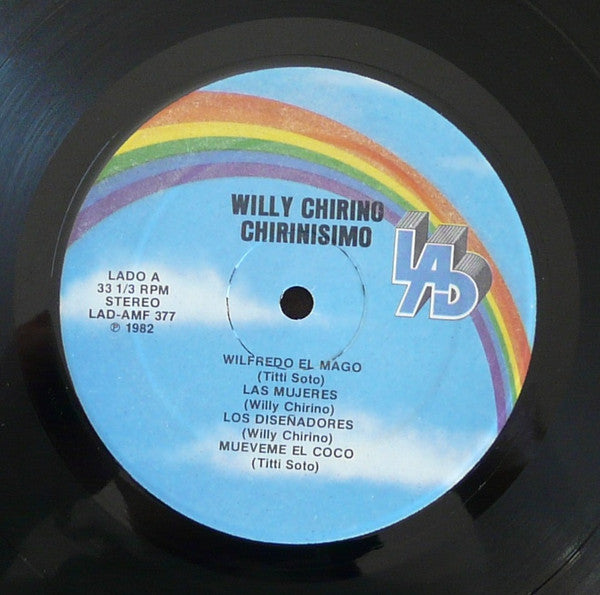 WILLY CHIRINO
CHIRINISIMO
LAD
LADO A
33 1/3 RPM
STEREO
LAD-AMF 377
℗ 1982
WILFREDO EL MAGO
(Titti Soto)
LAS MUJERES
(Willy Chirino)
LOS DISEÑADORES
(Willy Chirino)
MUEVEME EL COCO
(Titti Soto)